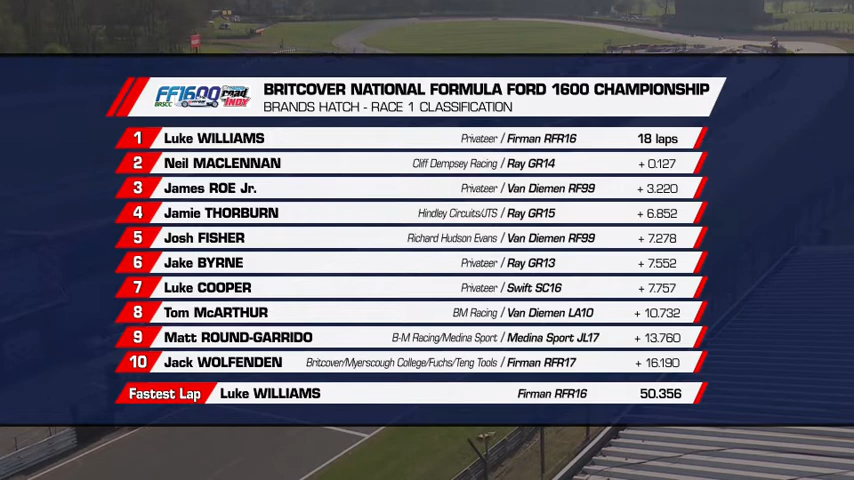 FF1600
BRSCC
BRITCOVER NATIONAL FORMULA FORD 1600 CHAMPIONSHIP
BRANDS HATCH - RACE 1 CLASSIFICATION
1 Luke WILLIAMS Privateer / Firman RFR16 18 laps
2 Neil MACLENNAN Cliff Dempsey Racing / Ray GR14 + 0.127
3 James ROE Jr. Privateer / Van Diemen RF99 + 3.220
4 Jamie THORBURN Hindley Circuits/JTS / Ray GR15 + 6.852
5 Josh FISHER Richard Hudson Evans / Van Diemen RF99 + 7.278
6 Jake BYRNE Privateer / Ray GR13 + 7.552
7 Luke COOPER Privateer / Swift SC16 + 7.757
8 Tom McARTHUR BM Racing / Van Diemen LA10 + 10.732
9 Matt ROUND-GARRIDO B-M Racing/Medina Sport / Medina Sport JL17 + 13.760
10 Jack WOLFENDEN Britcover/Myerscough College/Fuchs/Teng Tools / Firman RFR17 + 16.190
Fastest Lap Luke WILLIAMS Firman RFR16 50.356